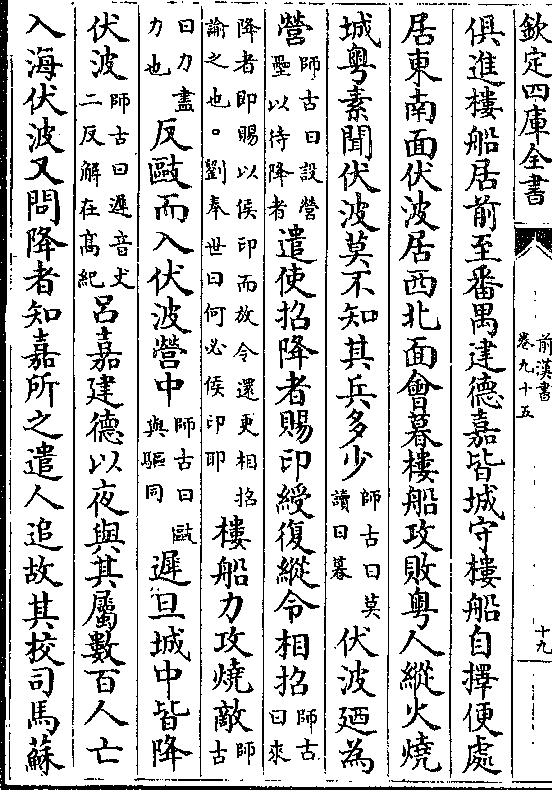 欽定四庫全書
前漢書
卷九十五
十九
俱進樓船居前至番禺建德嘉皆城守樓船自擇便處
居東南面伏波居西北面會暮樓船攻敗粵人縱火燒
城粵素聞伏波莫不知其兵多少師古曰莫讀曰暮伏波廼為
營師古曰設營壘以待降者遣使招降者賜印綬復縱令相招師古曰來
降者即賜以侯印而放令還更相招諭之也。劉奉世曰何必侯印耶樓船力攻燒敵師古
曰力盡力也反敺而入伏波營中師古曰敺與驅同遲旦城中皆降
伏波師古曰遲音丈二反解在髙紀呂嘉建德以夜與其屬數百人亡
入海伏波又問降者知嘉所之遣人追故其校司馬蘇